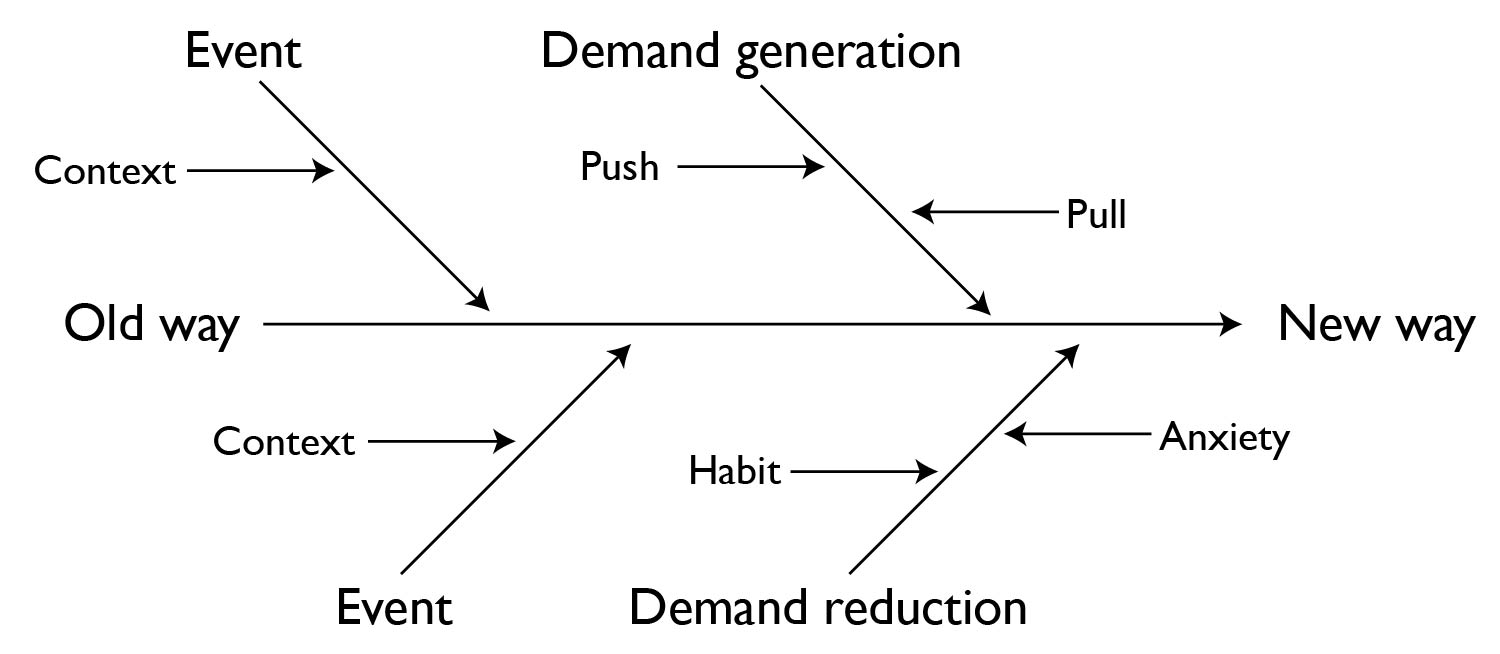 Event
Demand generation
Context
Push
Pull
Old way
New way
Context
Habit
Anxiety
Event
Demand reduction